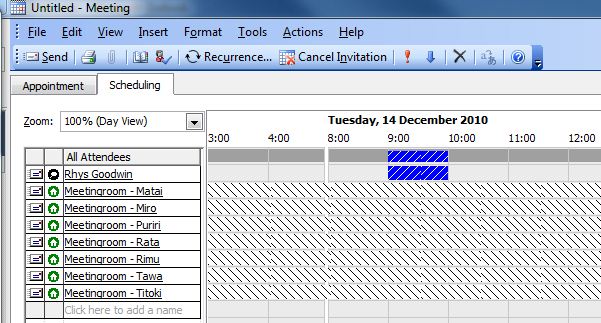 Untitled - Meeting
File Edit View Insert Format Tools Actions Help
Send Recurrence... Cancel Invitation
Appointment Scheduling
Zoom: 100% (Day View)
Tuesday, 14 December 2010
3:00 4:00 8:00 9:00 10:00 11:00 12:00
All Attendees
Rhys Goodwin
Meetingroom - Matai
Meetingroom - Miro
Meetingroom - Puriri
Meetingroom - Rata
Meetingroom - Rimu
Meetingroom - Tawa
Meetingroom - Titoki
Click here to add a name